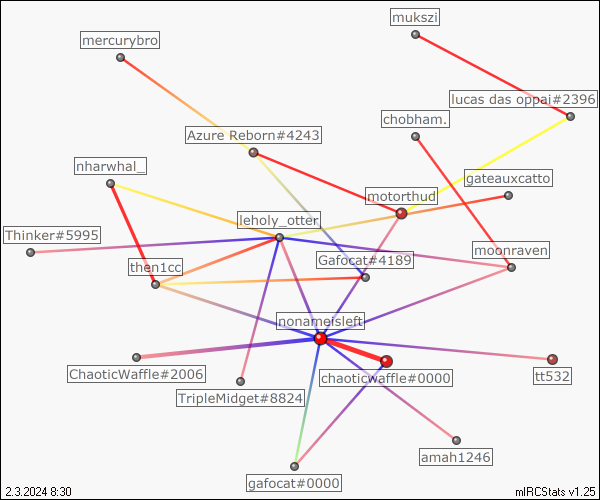 mukszi
mercurybro
lucas das oppai#2396
chobham.
Azure Reborn#4243
nharwhal_
gateauxcatto
motorthud
leholy_otter
Thinker#5995
moonraven
Gafocat#4189
then1cc
nonameisleft
ChaoticWaffle#2006
chaoticwaffle#0000
tt532
TripleMidget#8824
amah1246
gafocat#0000
2.3.2024 8:30
mIRCStats v1.25